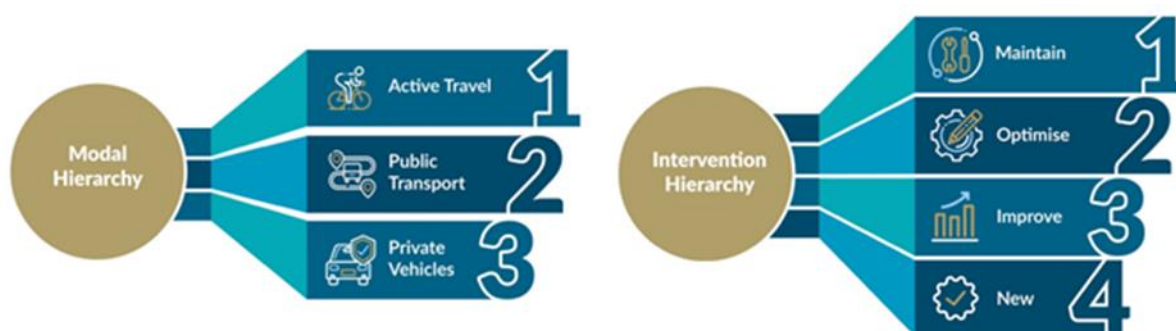 Modal
Hierarchy
Active Travel
1
Public
Transport
2
Private
Vehicles
3
Intervention
Hierarchy
Maintain
1
Optimise
2
Improve
3
New
4